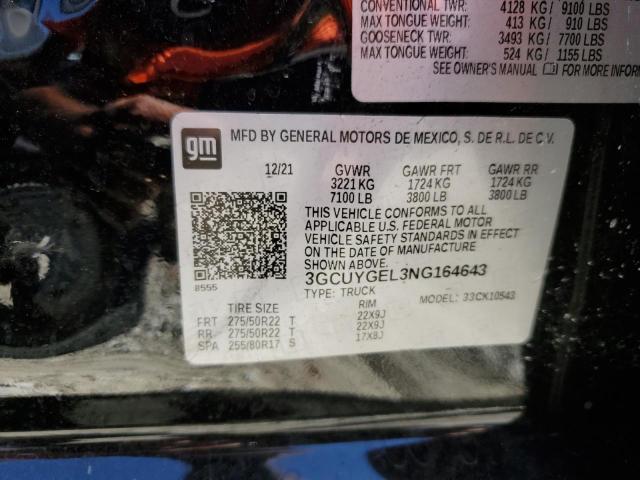 CONVENTIONAL TWR: 4128 KG / 9100 LBS
MAX TONGUE WEIGHT: 413 KG / 910 LBS
GOOSENECK TWR: 3493 KG / 7700 LBS
MAX TONGUE WEIGHT: 524 KG / 1155 LBS
SEE OWNER'S MANUAL FOR MORE INFORM
gm MFD BY GENERAL MOTORS DE MEXICO, S. DE R.L. DE C.V.
12/21 GVWR GAWR FRT GAWR RR
3221 KG 1724 KG 1724 KG
7100 LB 3800 LB 3800 LB
THIS VEHICLE CONFORMS TO ALL
APPLICABLE U.S. FEDERAL MOTOR
VEHICLE SAFETY STANDARDS IN EFFECT
ON THE DATE OF MANUFACTURE
SHOWN ABOVE.
8555 3GCUYGEL3NG164643
TYPE: TRUCK MODEL: 33CK10543
TIRE SIZE RIM
FRT 275/50R22 T 22X9J
RR 275/50R22 T 22X9J
SPA 255/80R17 S 17X8J